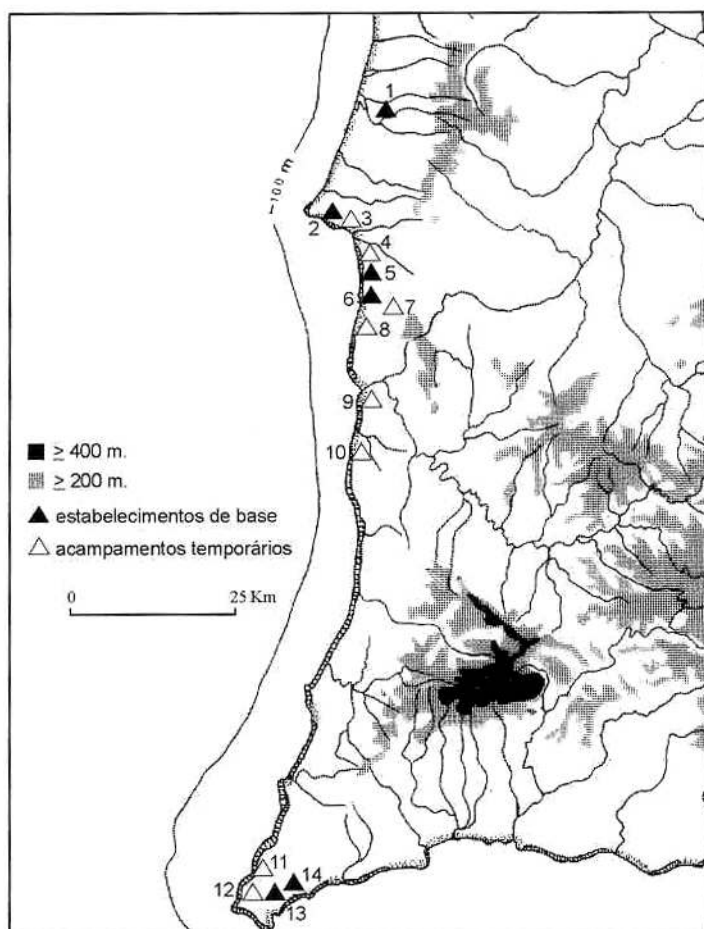 1
-100 m
2
3
4
5
6
7
8
9
10
≥ 400 m.
≥ 200 m.
estabelecimentos de base
acampamentos temporários
0 25 Km
11
14
12
13